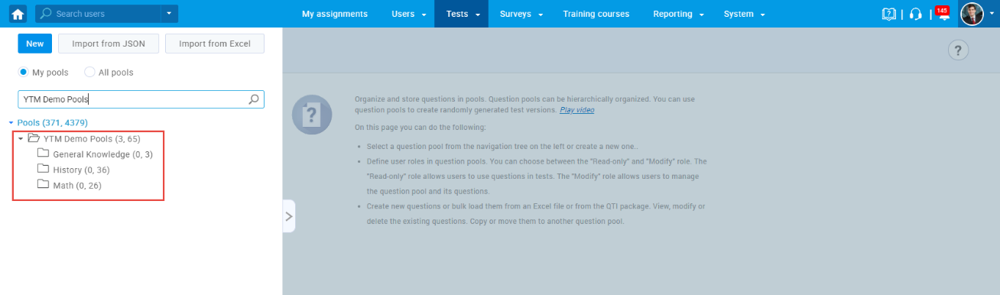 Search users
My assignments
Users
Tests
Surveys
Training courses
Reporting
System
145
New
Import from JSON
Import from Excel
My pools
All pools
YTM Demo Pools
Pools (371, 4379)
YTM Demo Pools (3, 65)
General Knowledge (0, 3)
History (0, 36)
Math (0, 26)
?
?
Organize and store questions in pools. Question pools can be hierarchically organized. You can use
question pools to create randomly generated test versions. Play video
On this page you can do the following:
• Select a question pool from the navigation tree on the left or create a new one..
• Define user roles in question pools. You can choose between the "Read-only" and "Modify" role. The
"Read-only" role allows users to use questions in tests. The "Modify" role allows users to manage
the question pool and its questions.
• Create new questions or bulk load them from an Excel file or from the QTI package. View, modify or
delete the existing questions. Copy or move them to another question pool.